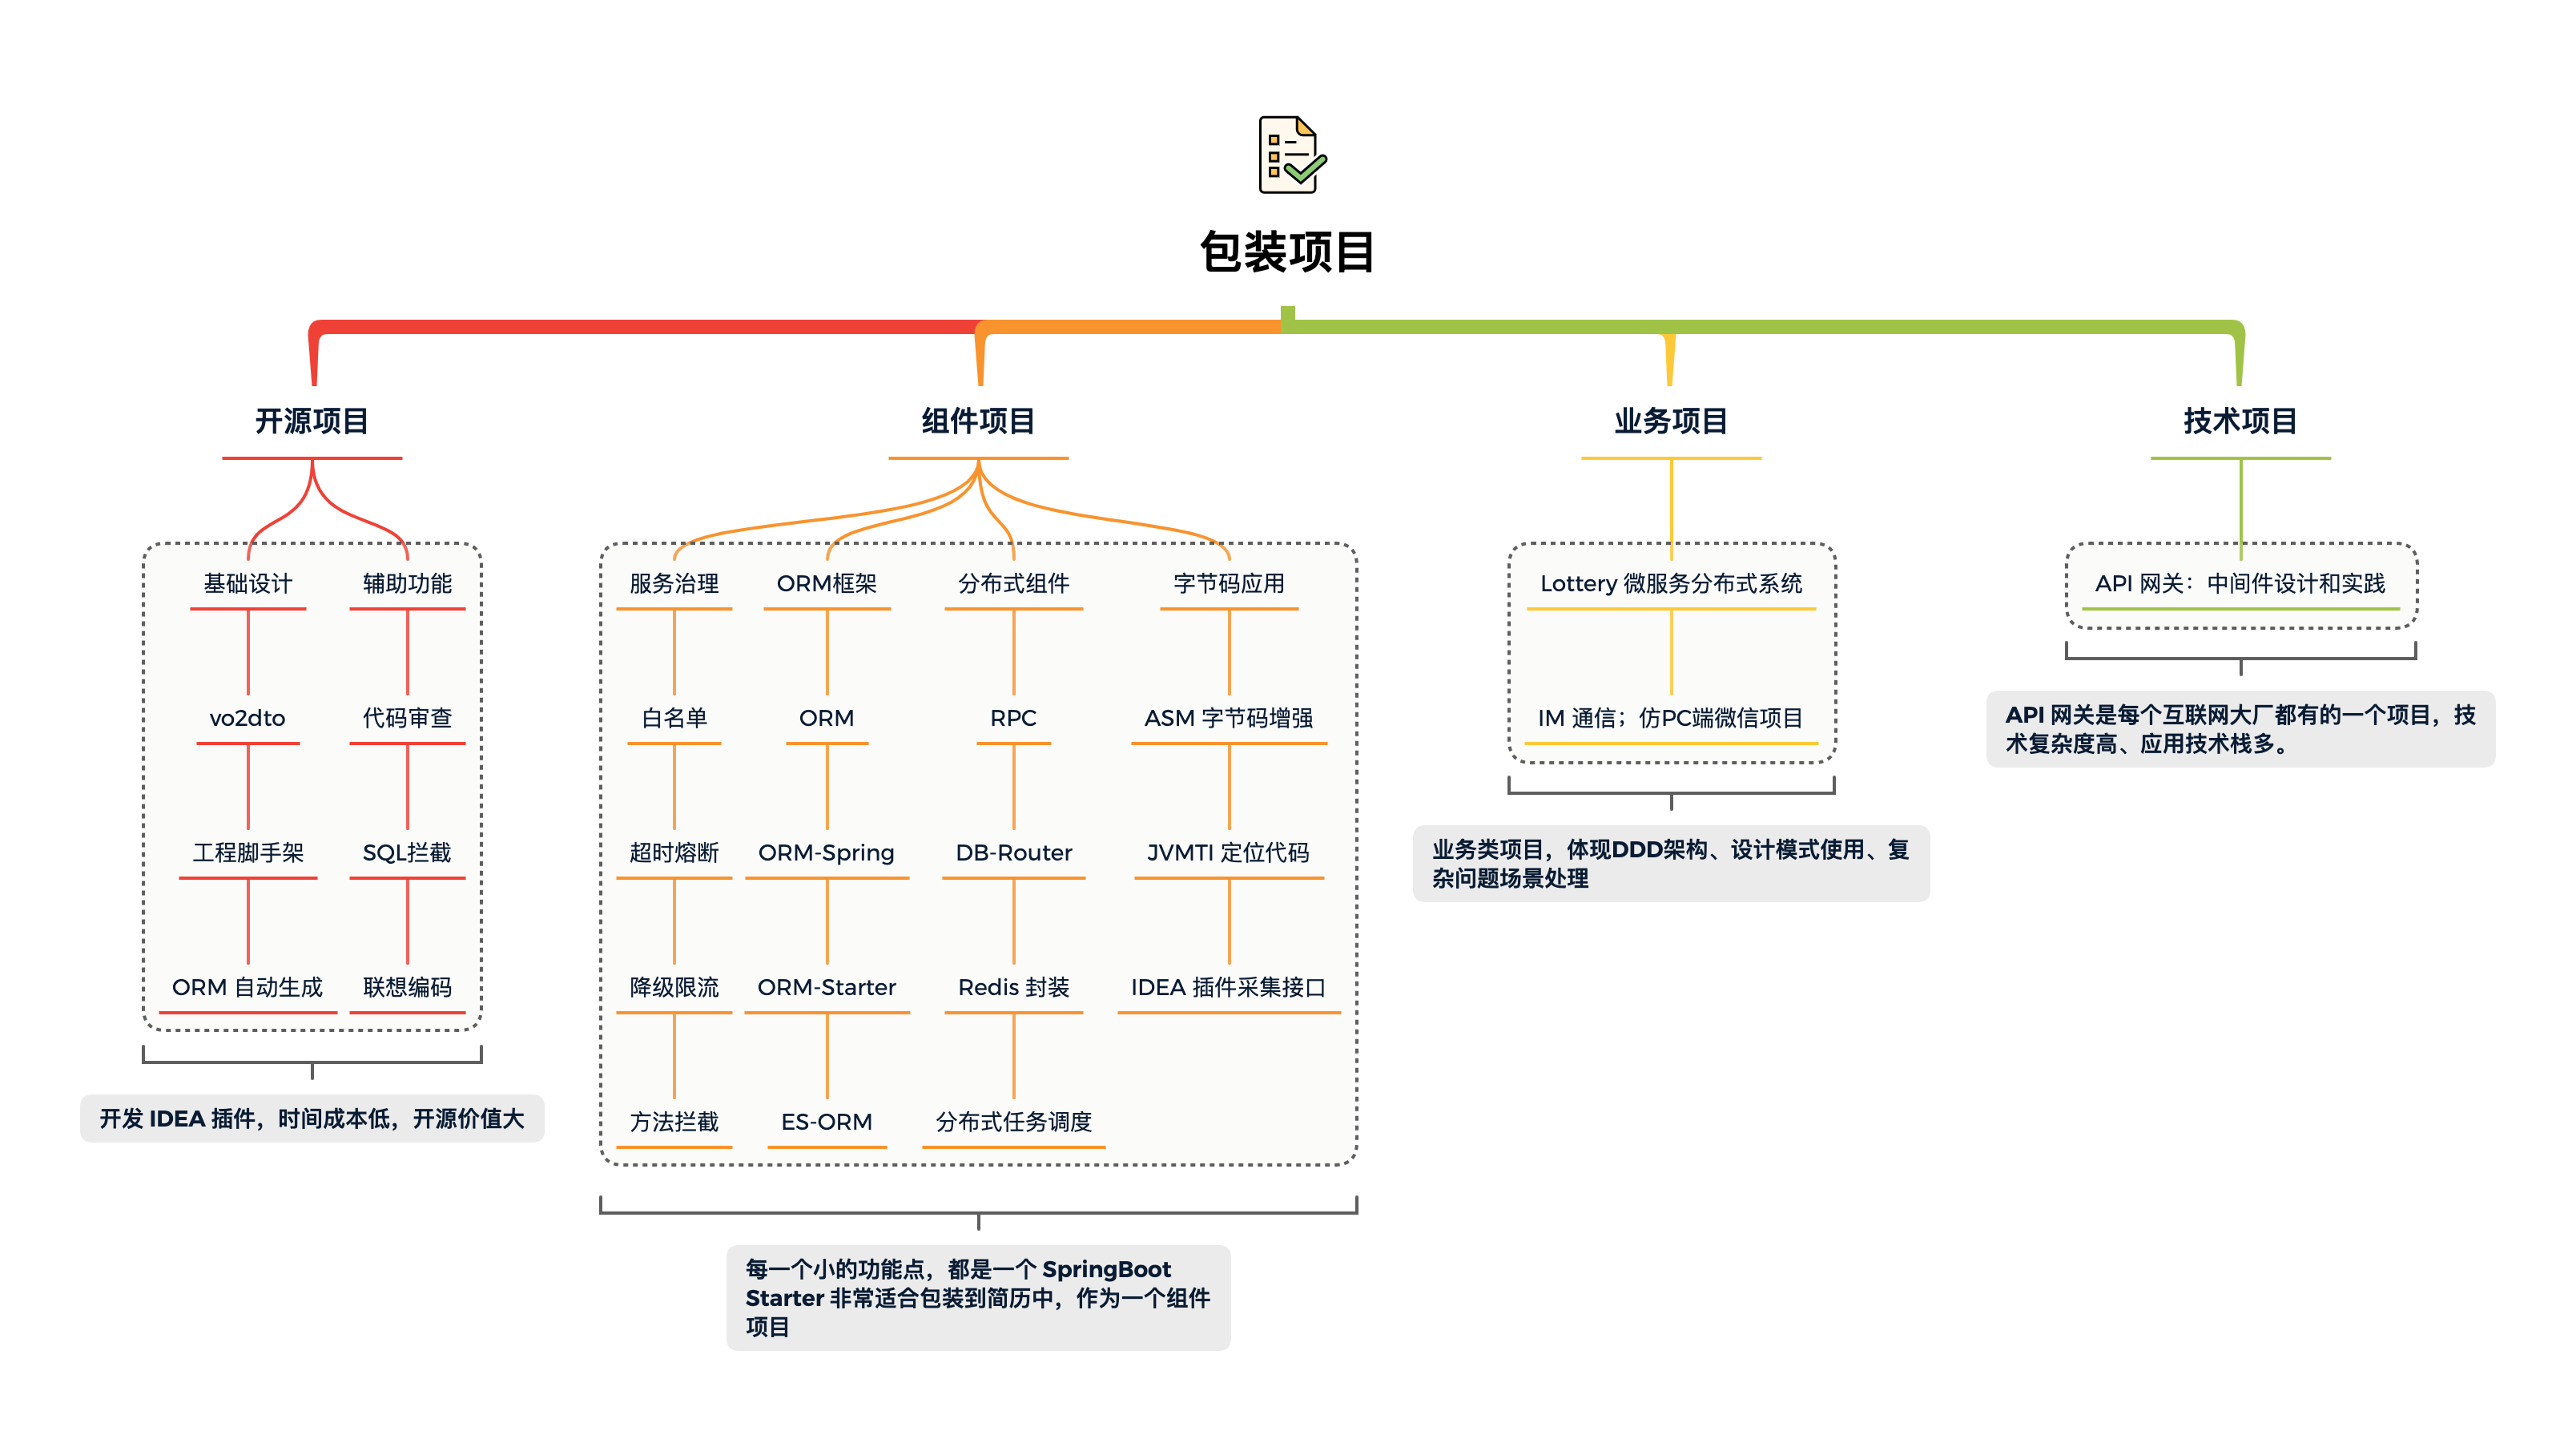 包装项目
开源项目
组件项目
业务项目
技术项目
基础设计
辅助功能
服务治理
ORM框架
分布式组件
字节码应用
Lottery 微服务分布式系统
API 网关：中间件设计和实践
vo2dto
代码审查
白名单
ORM
RPC
ASM 字节码增强
IM 通信；仿PC端微信项目
API 网关是每个互联网大厂都有的一个项目，技
术复杂度高、应用技术栈多。
工程脚手架
SQL拦截
超时熔断
ORM-Spring
DB-Router
JVMTI 定位代码
业务类项目，体现DDD架构、设计模式使用、复
杂问题场景处理
ORM 自动生成
联想编码
降级限流
ORM-Starter
Redis 封装
IDEA 插件采集接口
开发 IDEA 插件，时间成本低，开源价值大
方法拦截
ES-ORM
分布式任务调度
每一个小的功能点，都是一个 SpringBoot
Starter 非常适合包装到简历中，作为一个组件
项目